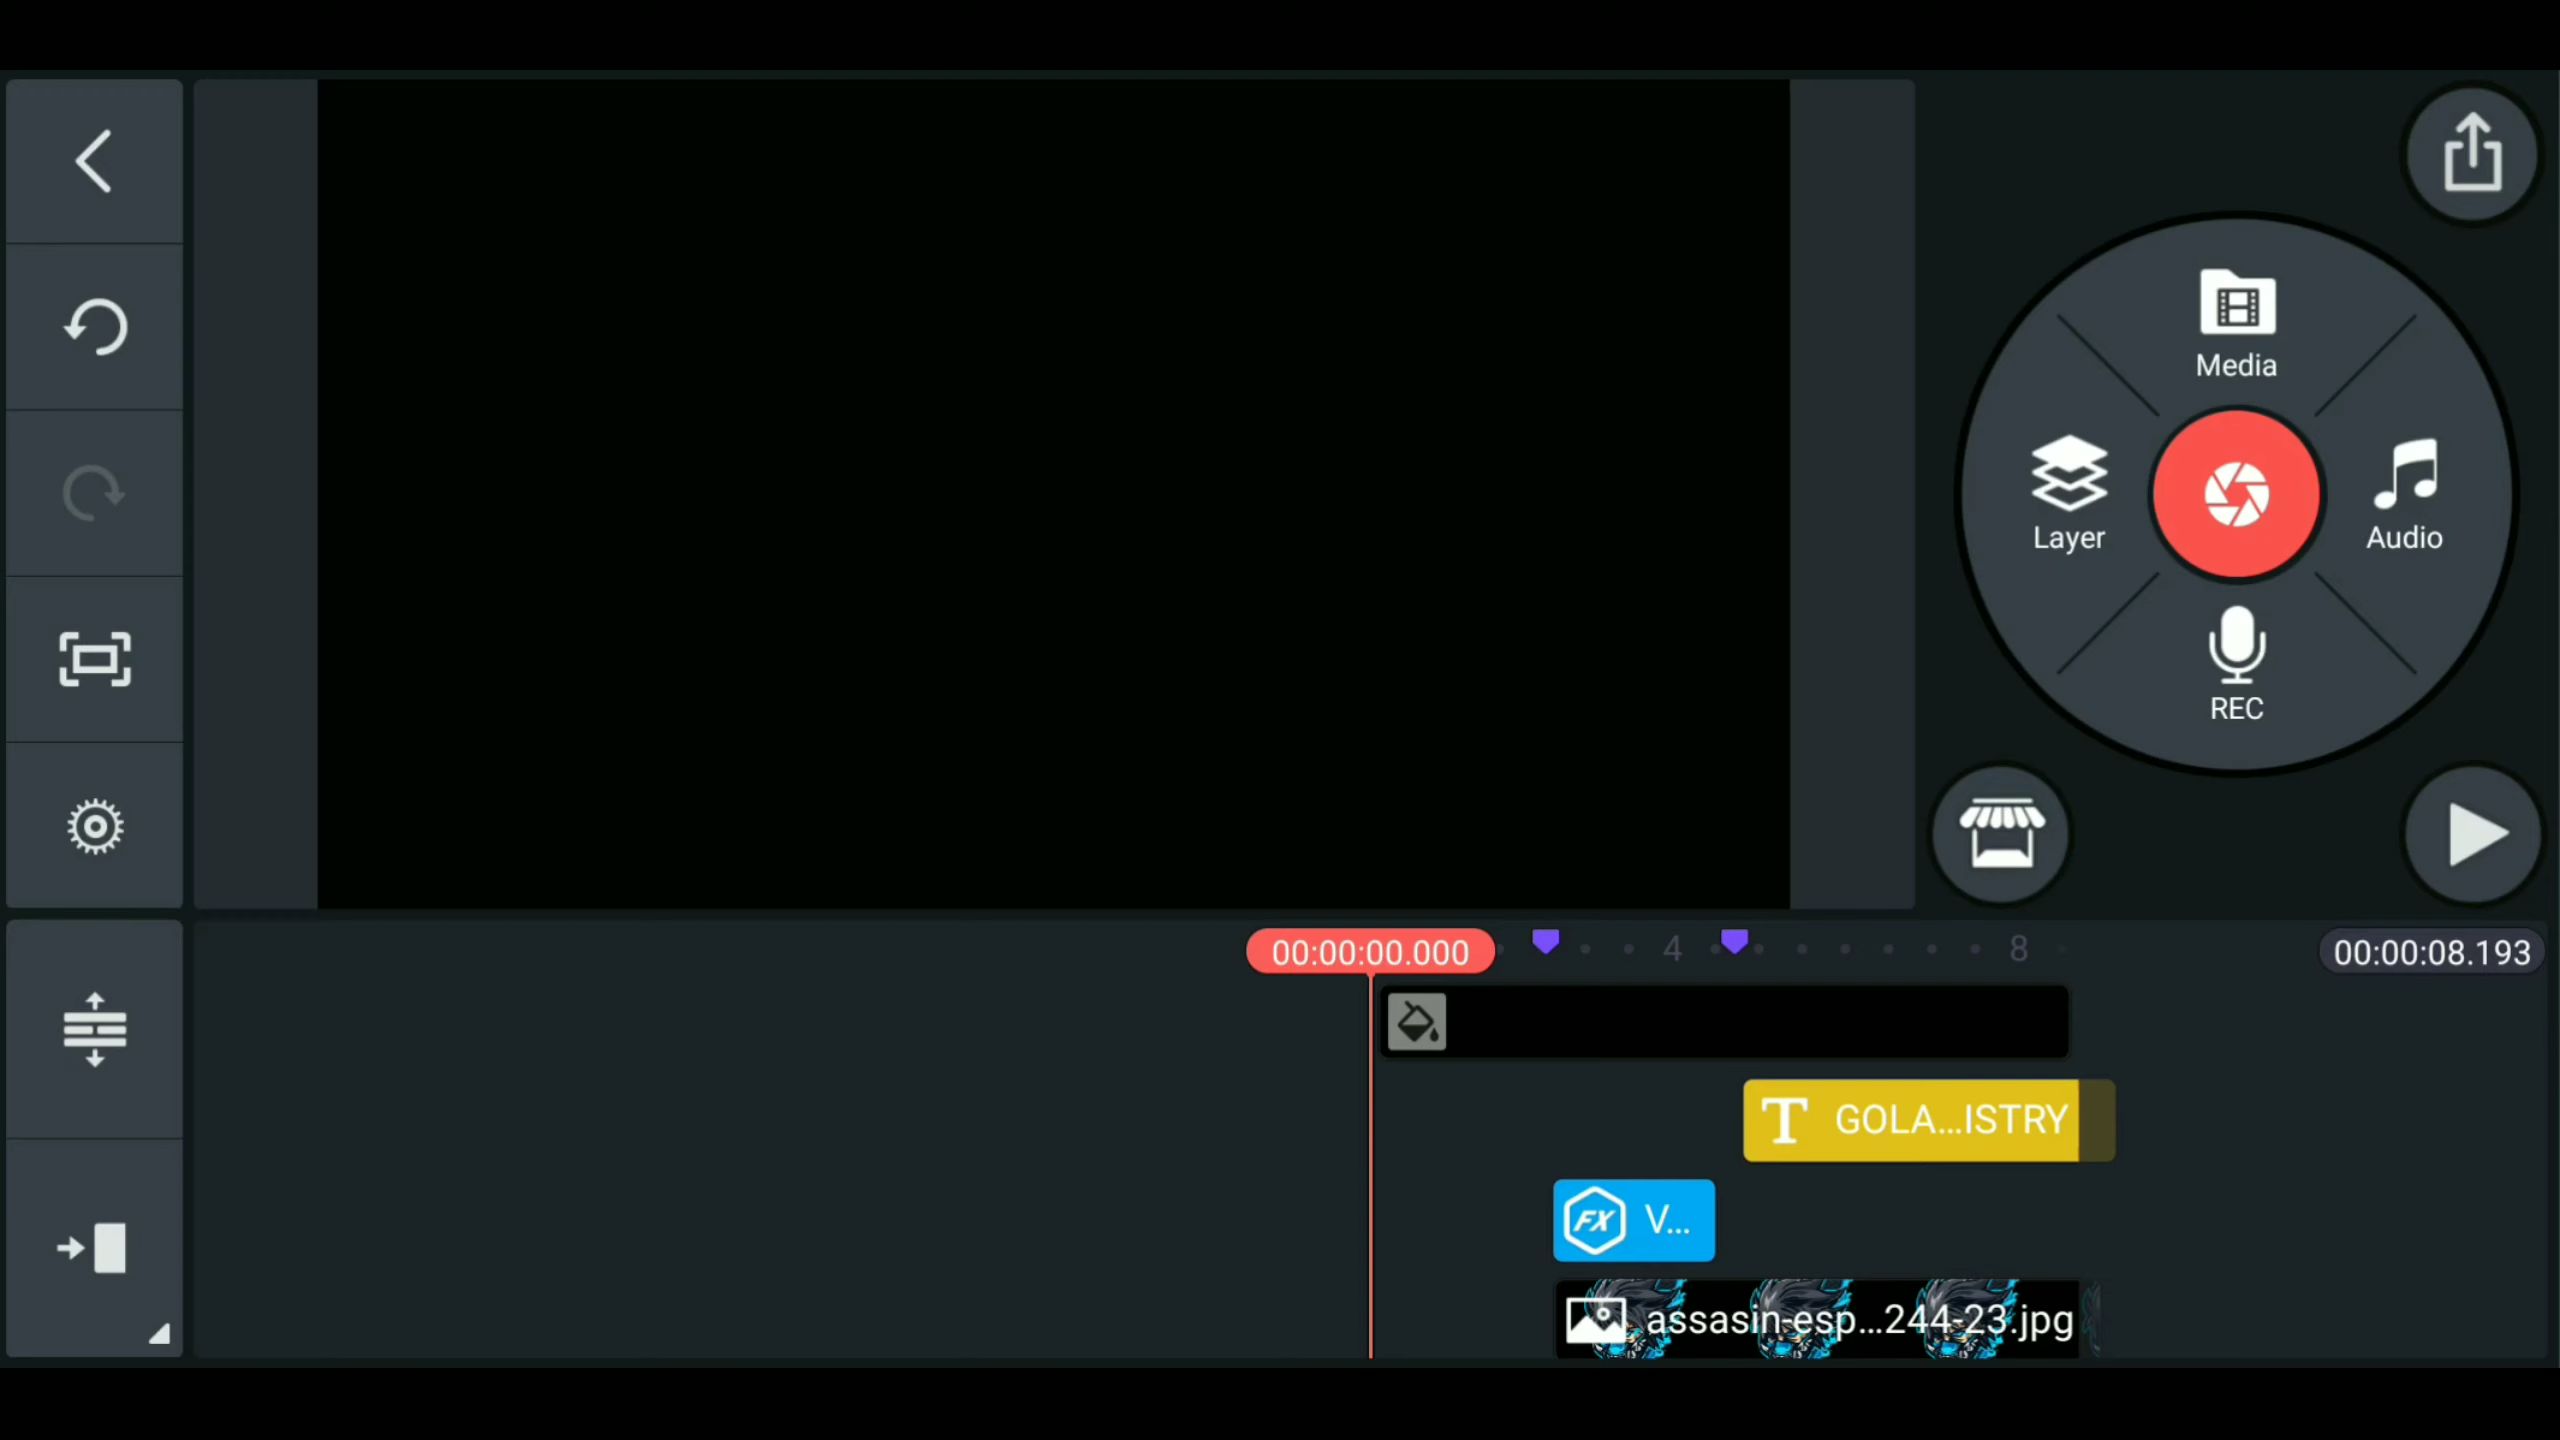 Media
Layer
Audio
REC
00:00:00.000
4
8
00:00:08.193
T GOLA...ISTRY
FX V...
assasin-esp...244-23.jpg